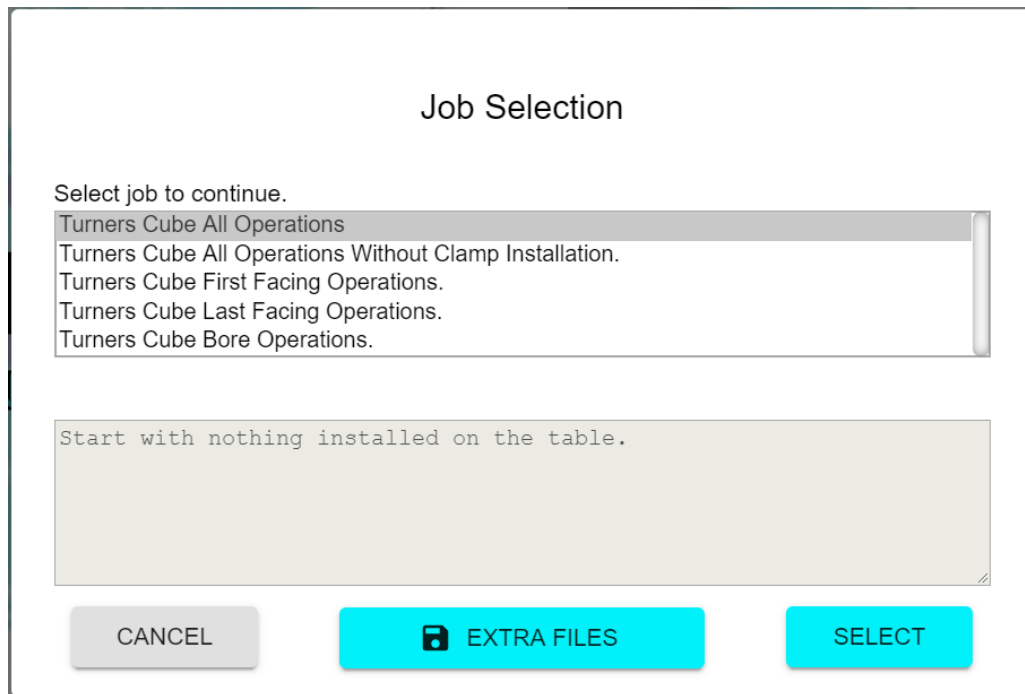 Job Selection
Select job to continue.
Turners Cube All Operations
Turners Cube All Operations Without Clamp Installation.
Turners Cube First Facing Operations.
Turners Cube Last Facing Operations.
Turners Cube Bore Operations.
Start with nothing installed on the table.
CANCEL
EXTRA FILES
SELECT